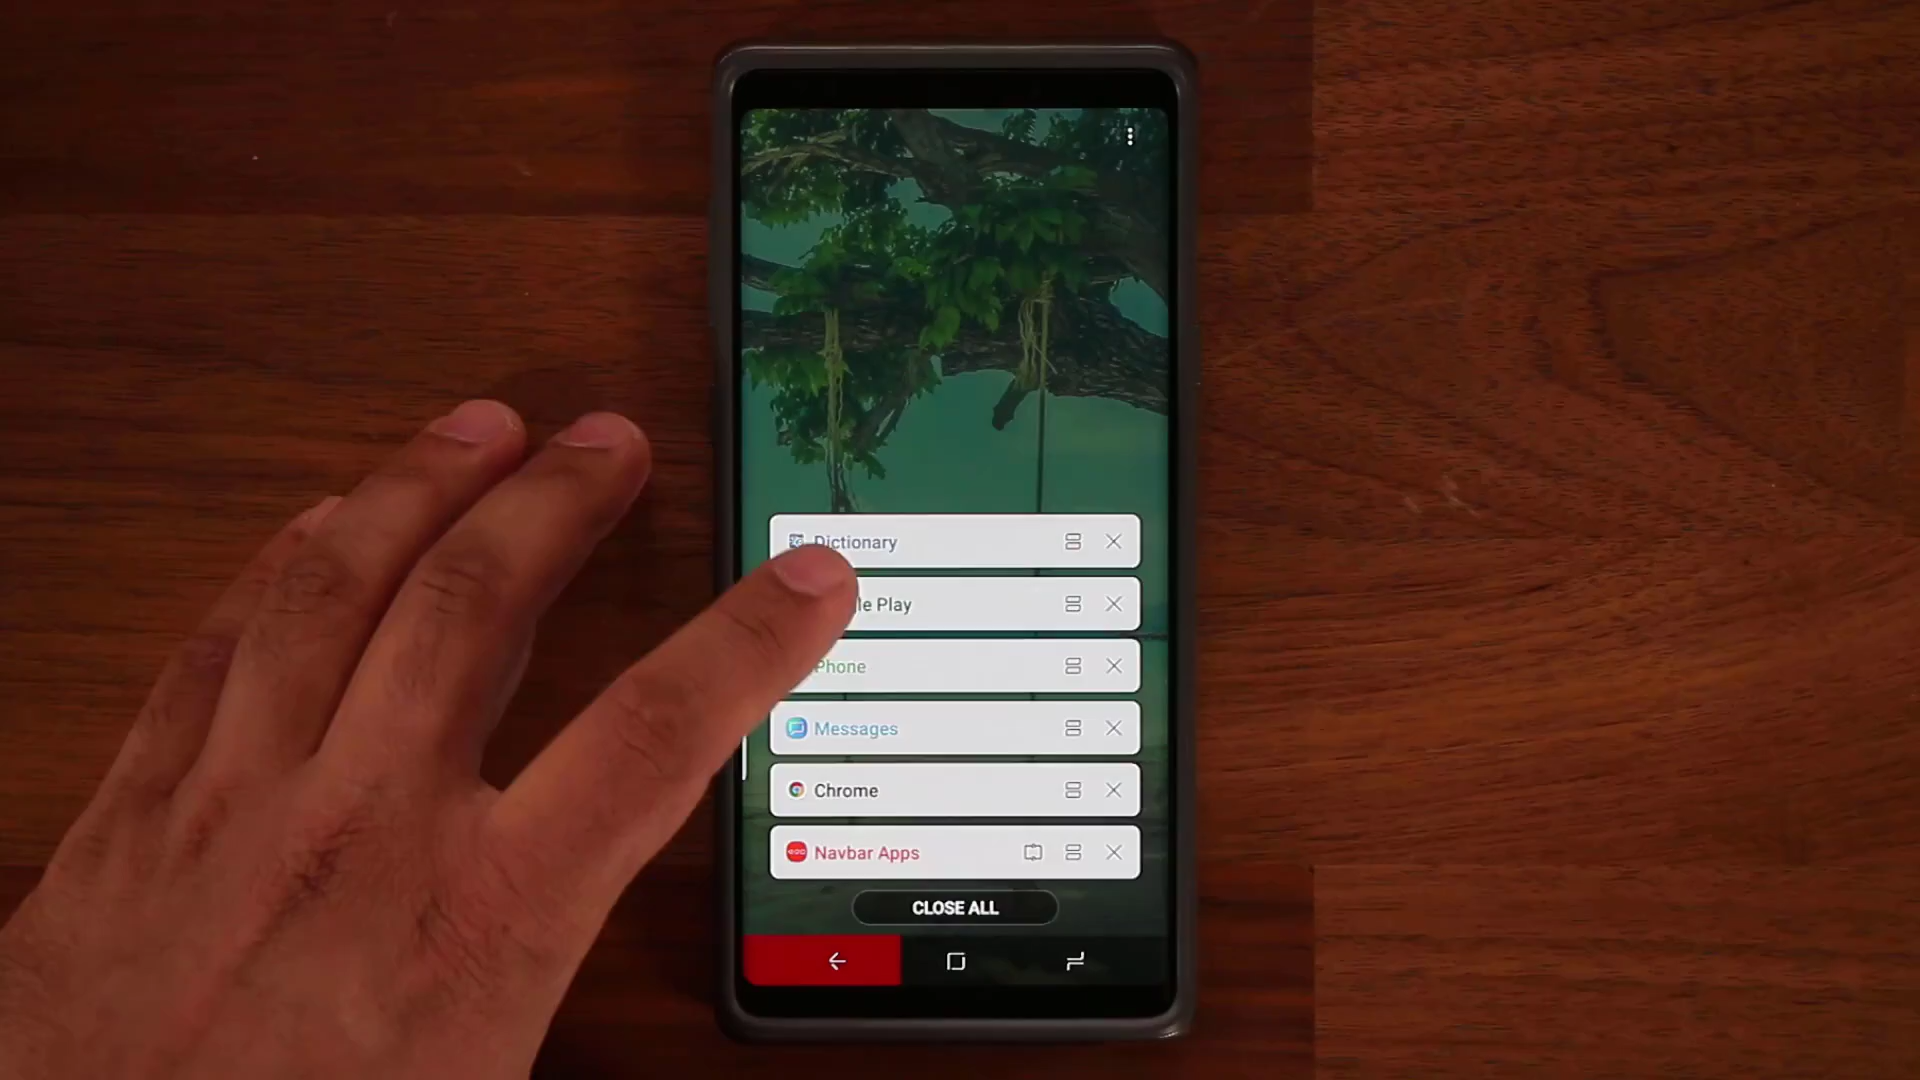 Dictionary
le Play
Phone
Messages
Chrome
Navbar Apps
CLOSE ALL